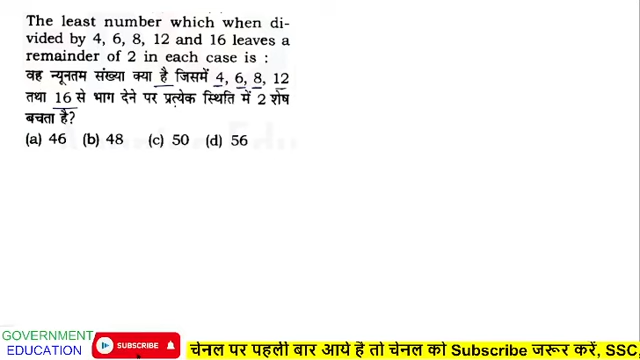 The least number which when di-
vided by 4, 6, 8, 12 and 16 leaves a
remainder of 2 in each case is :
वह न्यूनतम संख्या क्या है जिसमें 4, 6, 8, 12
तथा 16 से भाग देने पर प्रत्येक स्थिति में 2 शेष
बचता है?
(a) 46 (b) 48 (c) 50 (d) 56
GOVERNMENT
EDUCATION
SUBSCRIBE
चेनल पर पहली बार आये है तो चेनल को Subscribe जरूर करें, SSC